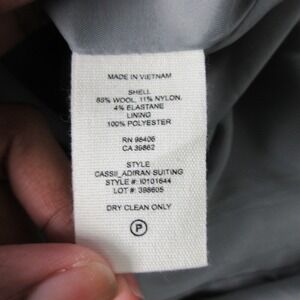 MADE IN VIETNAM
SHELL
85% WOOL, 11% NYLON,
4% ELASTANE
LINING
100% POLYESTER
RN 98406
CA 39862
STYLE
CASSII_ADIRAN SUITING
STYLE #: I0101644
LOT #: 398605
DRY CLEAN ONLY
P